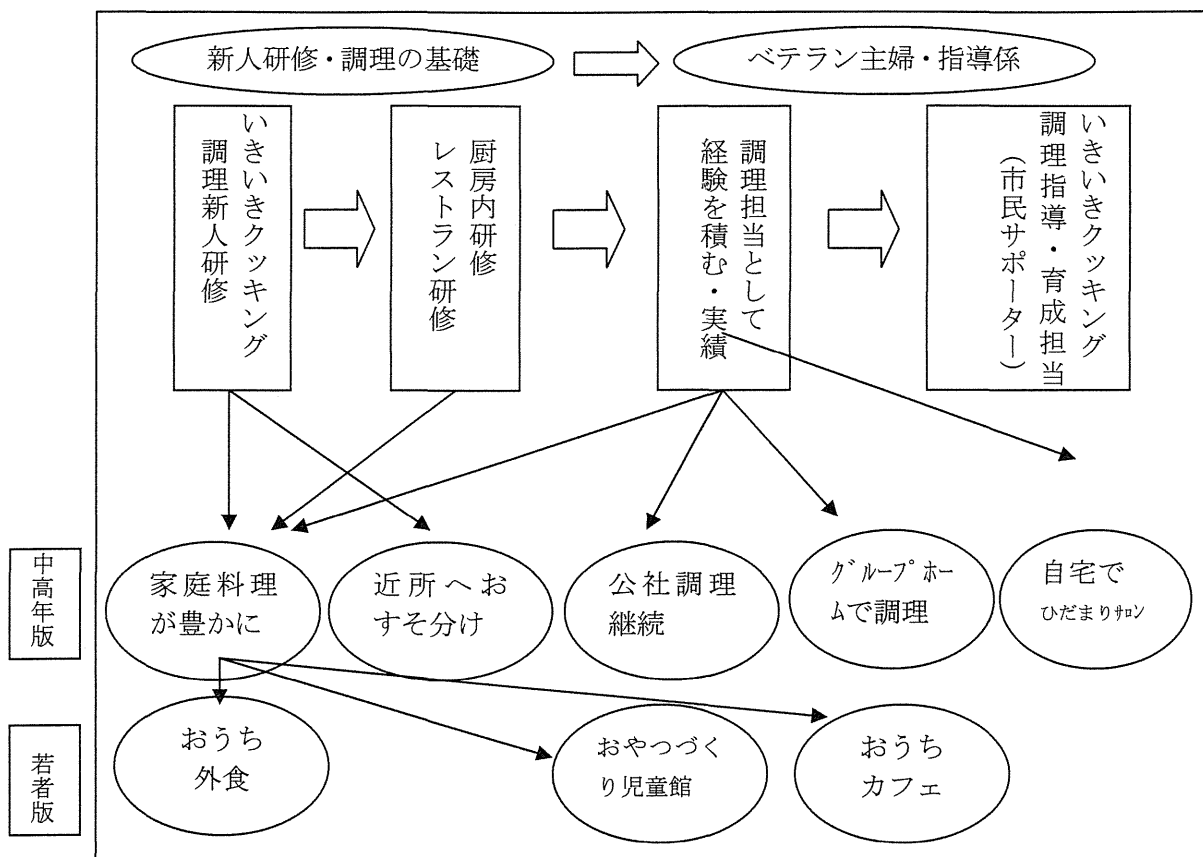 新人研修・調理の基礎
ベテラン主婦・指導係
いきいきクッキング
調理新人研修
厨房内研修
レストラン研修
調理担当として
経験を積む・実績
いきいきクッキング
調理指導・育成担当
（市民サポーター）
中高年版
家庭料理
が豊かに
近所へお
すそ分け
公社調理
継続
ｸﾞﾙｰﾌﾟﾎｰ
ﾑで調理
自宅で
ひだまりｻﾛﾝ
若者版
おうち
外食
おやつづく
り児童館
おうち
カフェ